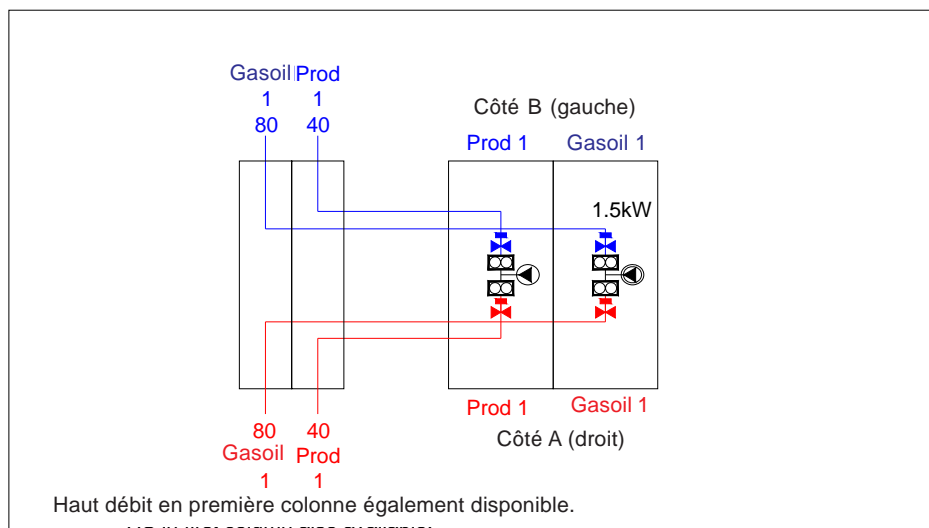 Gasoil Prod
1 1
80 40
Côté B (gauche)
Prod 1 Gasoil 1
1.5kW
Prod 1 Gasoil 1
Côté A (droit)
80 40
Gasoil Prod
1 1
Haut débit en première colonne également disponible.